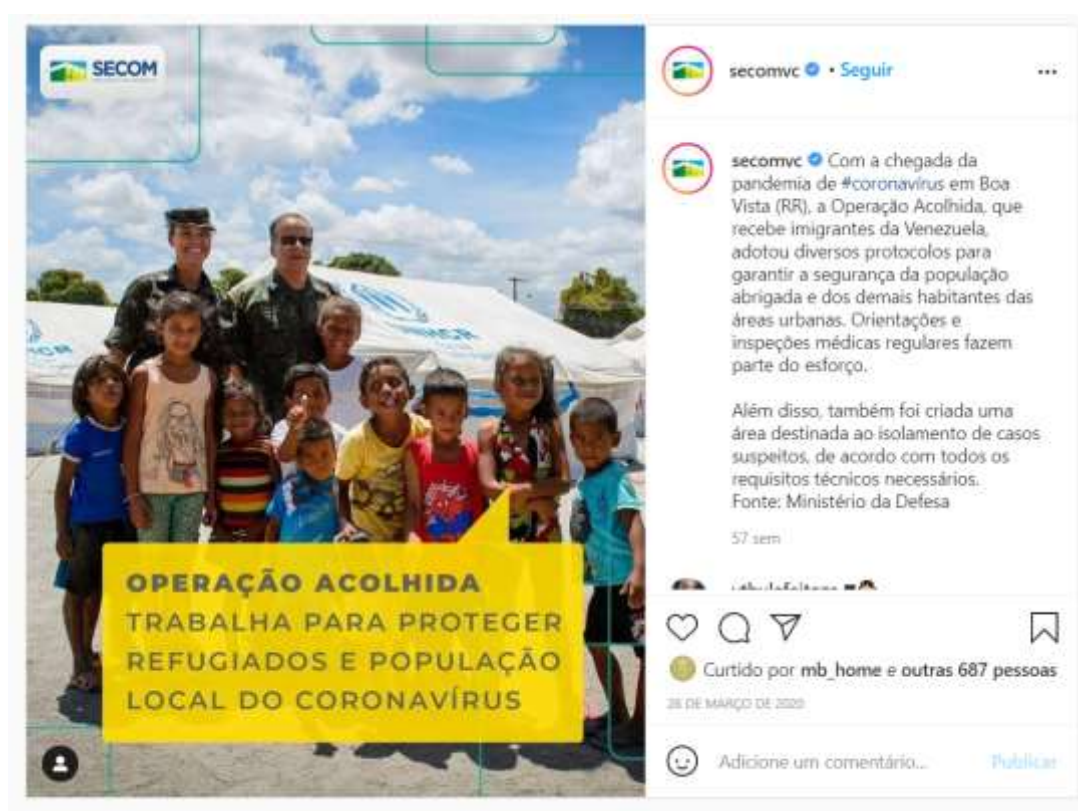 SECOM
UNHCR
OPERAÇÃO ACOLHIDA
TRABALHA PARA PROTEGER
REFUGIADOS E POPULAÇÃO
LOCAL DO CORONAVÍRUS
secomvc • Seguir
secomvc Com a chegada da
pandemia de #coronavírus em Boa
Vista (RR), a Operação Acolhida, que
recebe imigrantes da Venezuela,
adotou diversos protocolos para
garantir a segurança da população
abrigada e dos demais habitantes das
áreas urbanas. Orientações e
inspeções médicas regulares fazem
parte do esforço.
Além disso, também foi criada uma
área destinada ao isolamento de casos
suspeitos, de acordo com todos os
requisitos técnicos necessários.
Fonte: Ministério da Defesa
57 sem
Curtido por mb_home e outras 687 pessoas
28 DE MARÇO DE 2020
Adicione um comentário...
Publicar